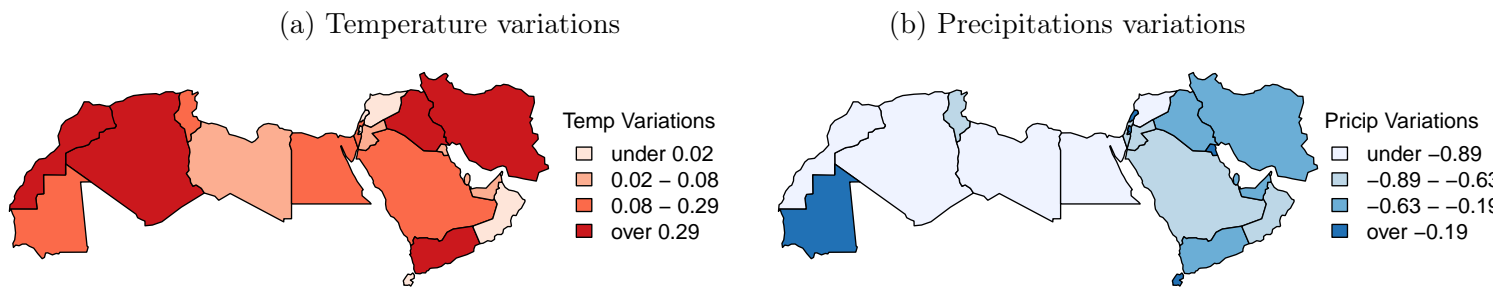 (a) Temperature variations
Temp Variations
under 0.02
0.02 − 0.08
0.08 − 0.29
over 0.29
(b) Precipitations variations
Pricip Variations
under −0.89
−0.89 − −0.63
−0.63 − −0.19
over −0.19